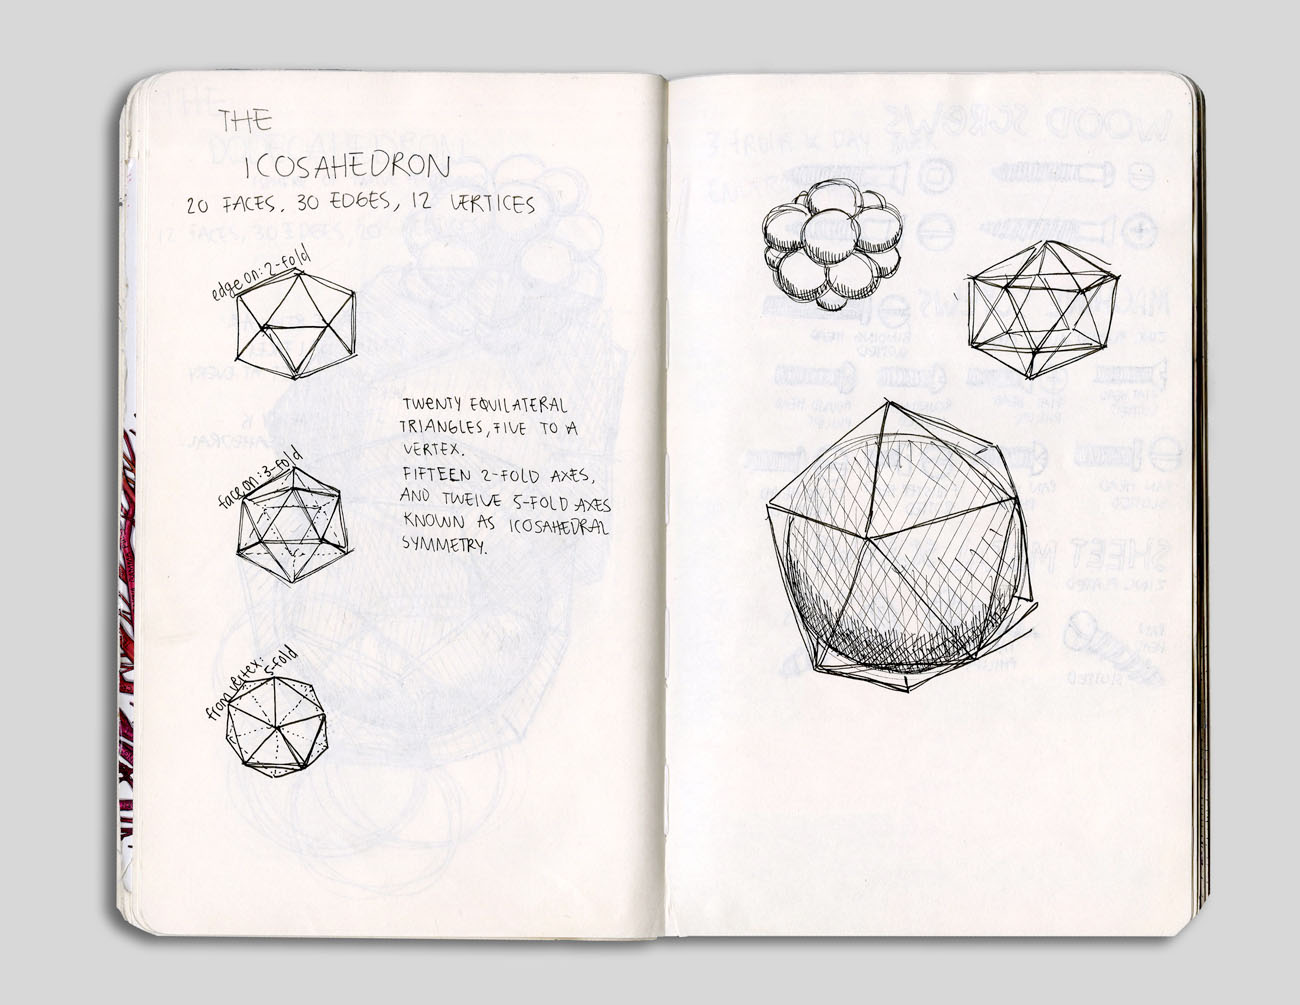 THE
ICOSAHEDRON
20 FACES, 30 EDGES, 12 VERTICES
edge on: 2-fold
TWENTY EQUILATERAL
TRIANGLES, FIVE TO A
VERTEX.
FIFTEEN 2-FOLD AXES,
AND TWELVE 5-FOLD AXES
KNOWN AS ICOSAHEDRAL
SYMMETRY.
face on: 3-fold
from vertex:
5-fold
WOOD SCREWS